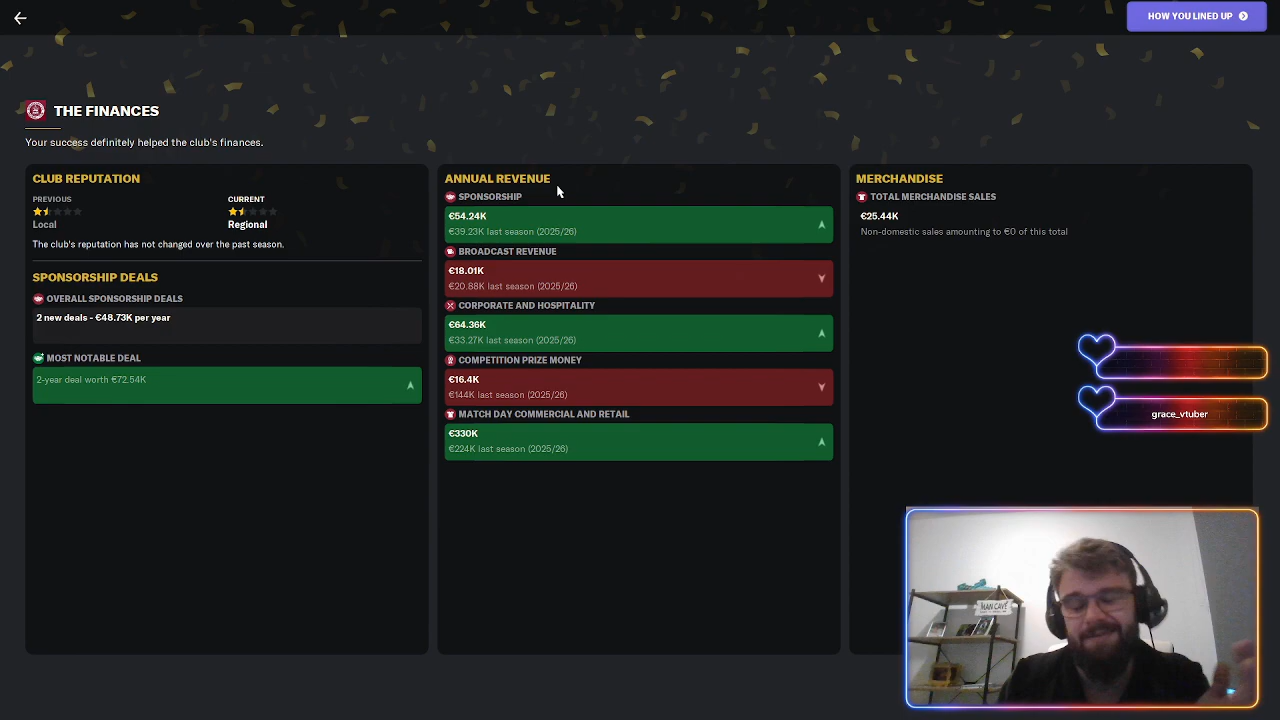 HOW YOU LINED UP
THE FINANCES
Your success definitely helped the club's finances.
CLUB REPUTATION
PREVIOUS
CURRENT
Local
Regional
The club's reputation has not changed over the past season.
SPONSORSHIP DEALS
OVERALL SPONSORSHIP DEALS
2 new deals - €48.73K per year
MOST NOTABLE DEAL
2-year deal worth €72.54K
ANNUAL REVENUE
SPONSORSHIP
€54.24K
€39.23K last season (2025/26)
BROADCAST REVENUE
€18.01K
€20.88K last season (2025/26)
CORPORATE AND HOSPITALITY
€64.36K
€33.27K last season (2025/26)
COMPETITION PRIZE MONEY
€16.4K
€144K last season (2025/26)
MATCH DAY COMMERCIAL AND RETAIL
€330K
€224K last season (2025/26)
MERCHANDISE
TOTAL MERCHANDISE SALES
€25.44K
Non-domestic sales amounting to €0 of this total
grace_vtuber
MAN CAVE